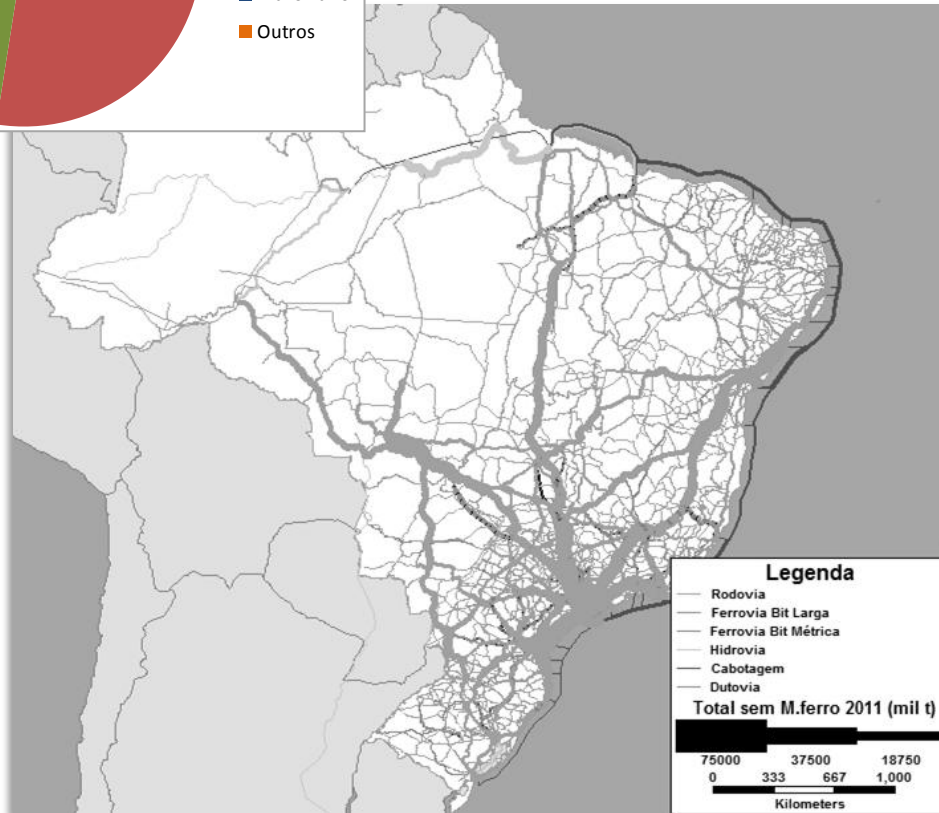 Outros
Legenda
Rodovia
Ferrovia Bit Larga
Ferrovia Bit Métrica
Hidrovia
Cabotagem
Dutovia
Total sem M.ferro 2011 (mil t)
75000 37500 18750
0 333 667 1,000
Kilometers